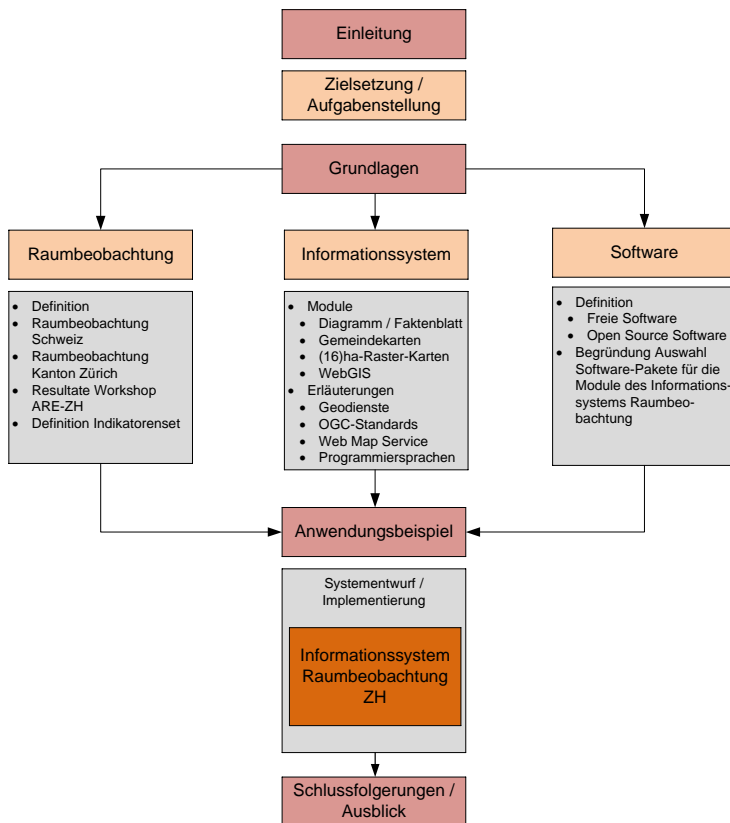 Einleitung
Zielsetzung /
Aufgabenstellung
Grundlagen
Raumbeobachtung
• Definition
• Raumbeobachtung
Schweiz
• Raumbeobachtung
Kanton Zürich
• Resultate Workshop
ARE-ZH
• Definition Indikatorenset
Informationssystem
• Module
• Diagramm / Faktenblatt
• Gemeindekarten
• (16)ha-Raster-Karten
• WebGIS
• Erläuterungen
• Geodienste
• OGC-Standards
• Web Map Service
• Programmiersprachen
Software
• Definition
• Freie Software
• Open Source Software
• Begründung Auswahl
Software-Pakete für die
Module des Informations-
systems Raumbeo-
bachtung
Anwendungsbeispiel
Systementwurf /
Implementierung
Informationssystem
Raumbeobachtung
ZH
Schlussfolgerungen /
Ausblick